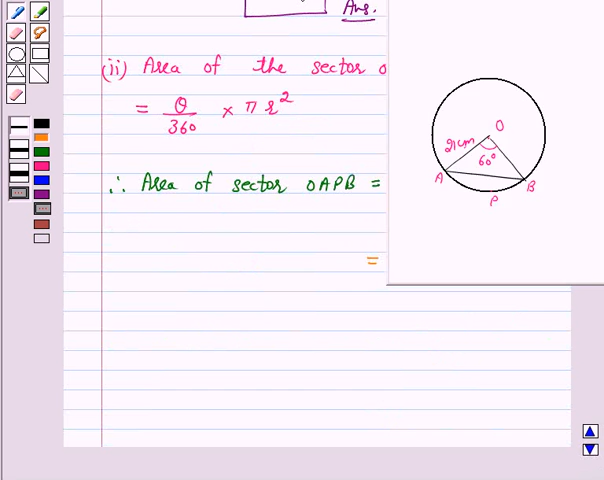 Ans.
(ii) Area of the sector o
= θ/360 × π r²
∴ Area of sector OAPB =
=
O
21cm
60°
A
B
P